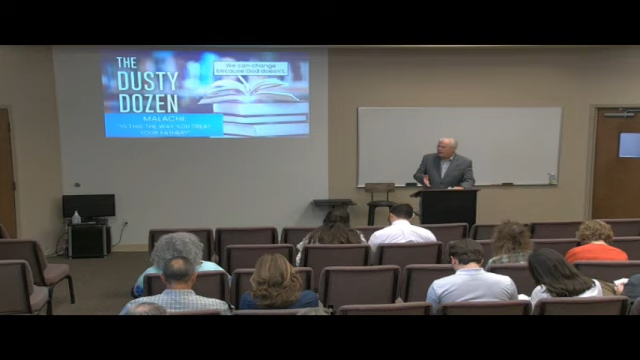 THE
DUSTY
DOZEN
We can change
because God doesn't.
MALACHI:
"IS THIS THE WAY YOU TREAT
YOUR FATHER?"